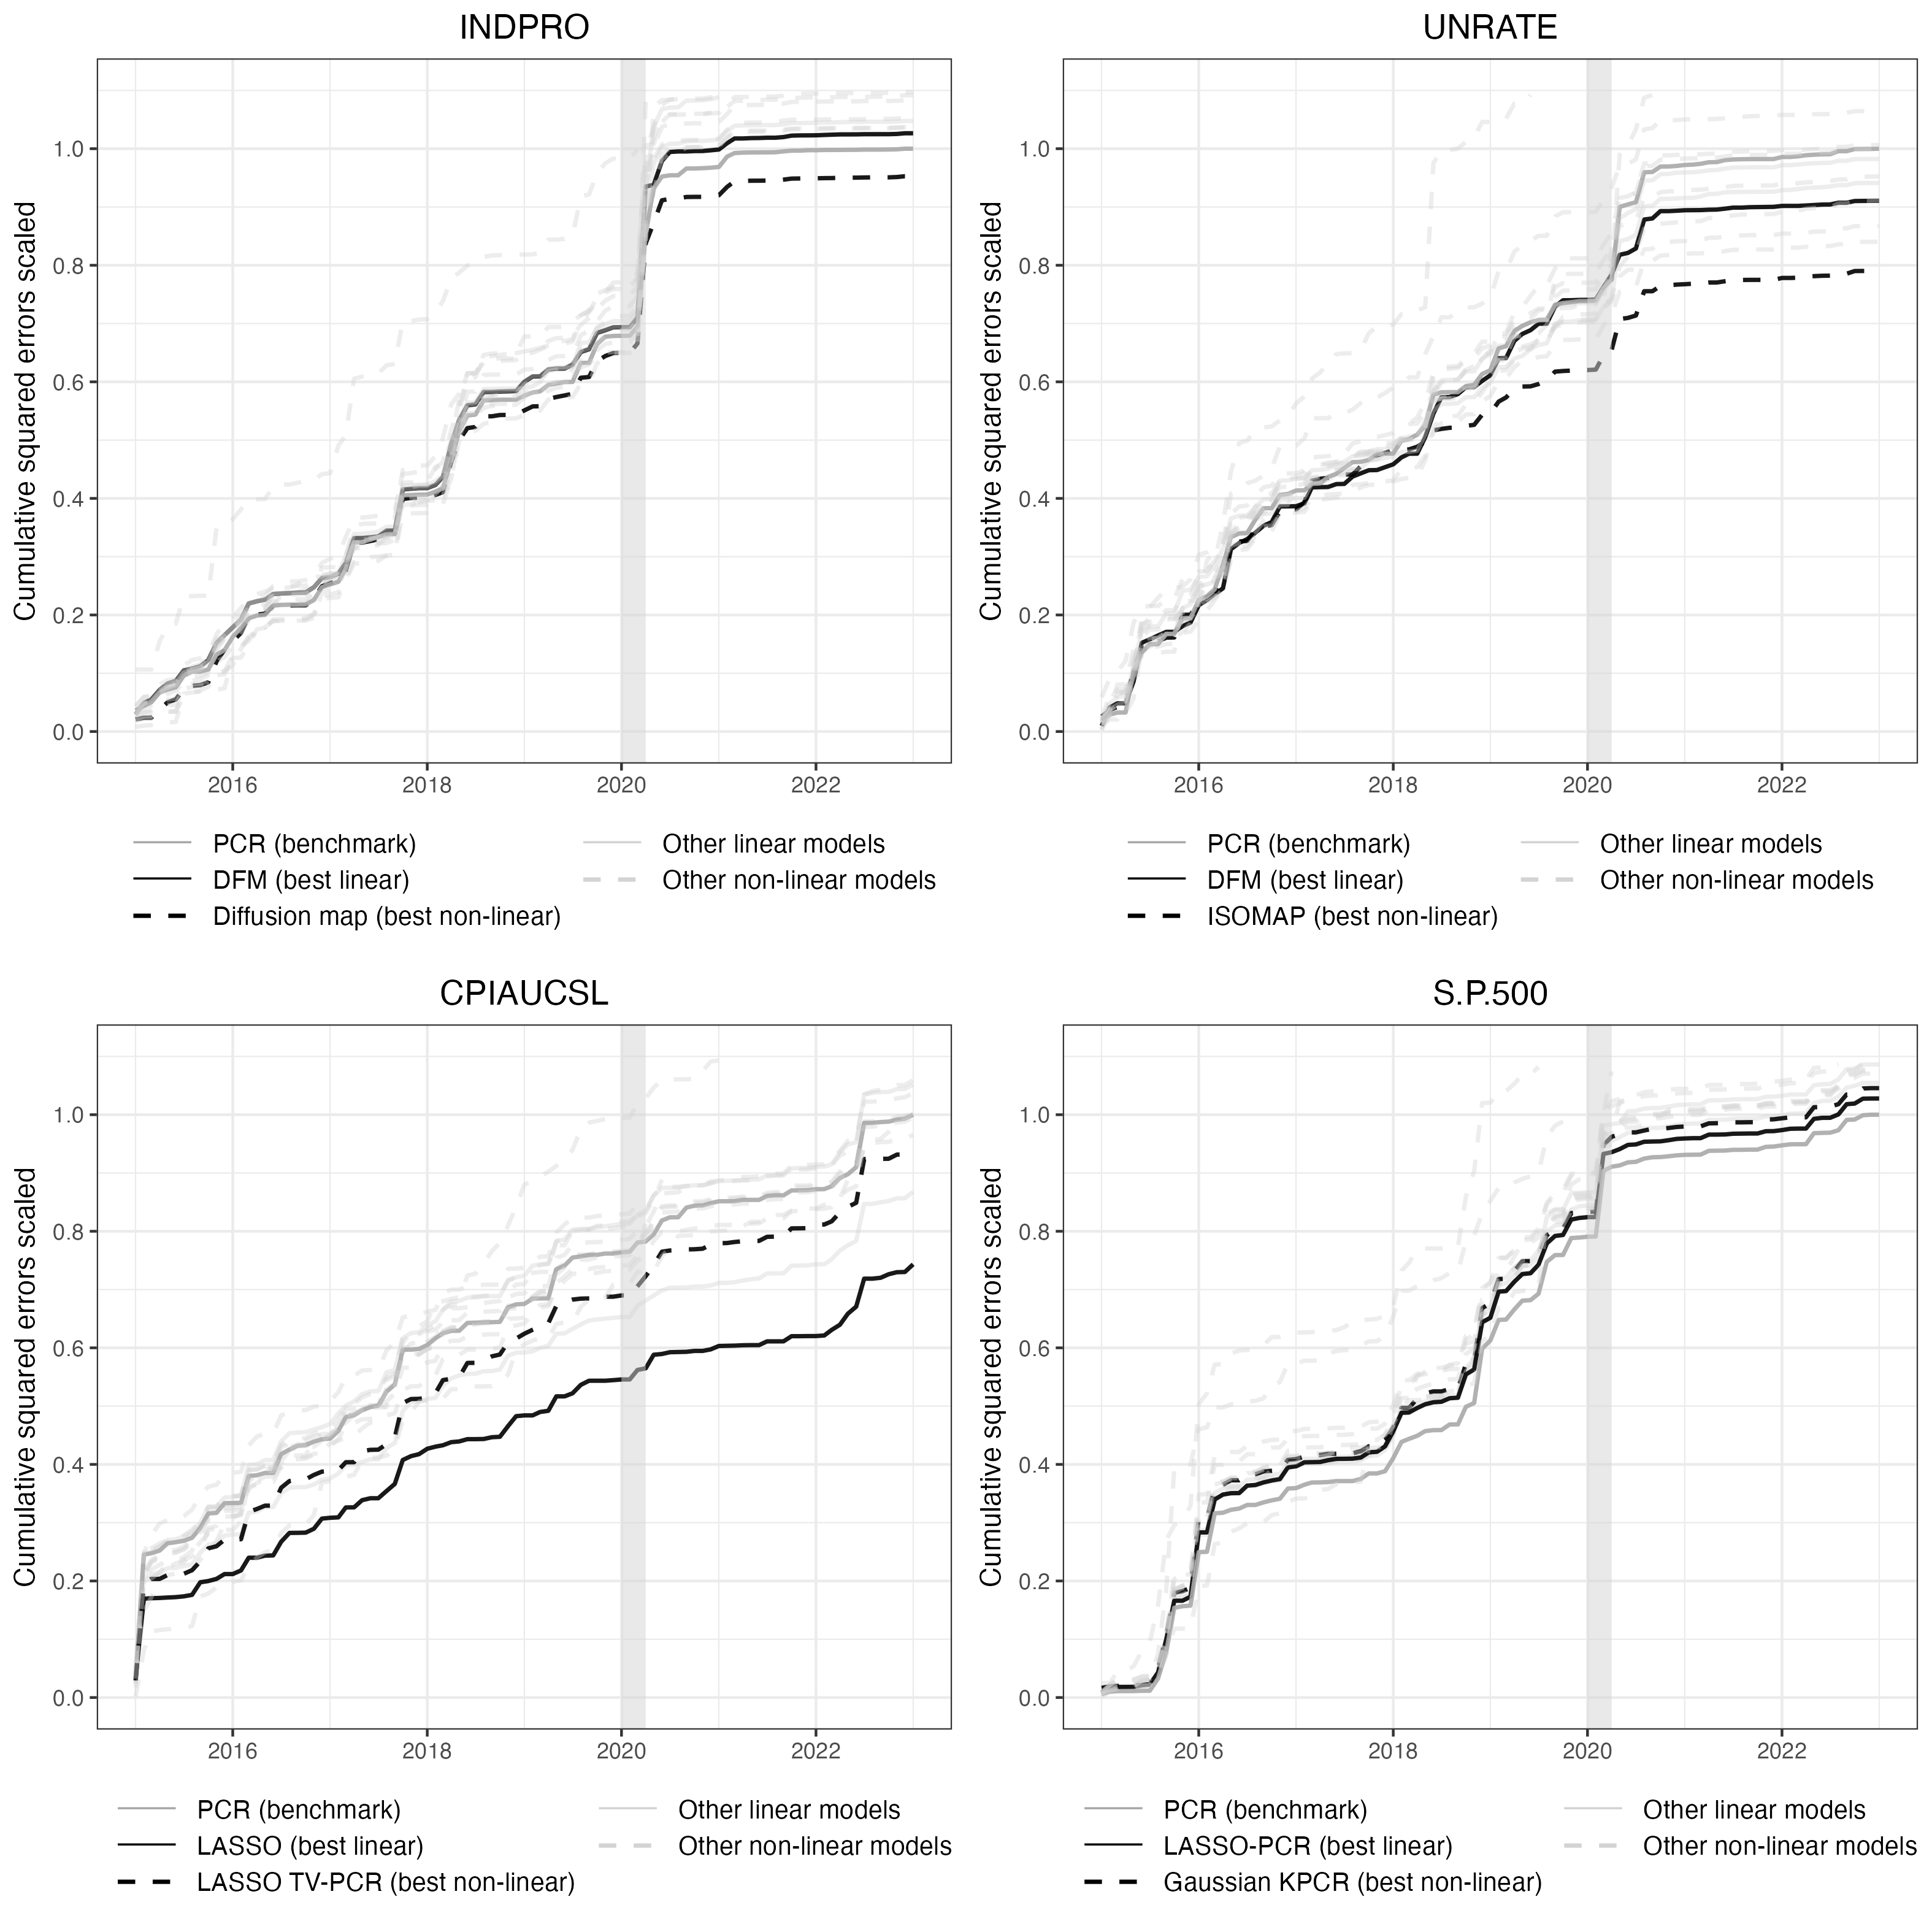 INDPRO
Cumulative squared errors scaled
1.0
0.8
0.6
0.4
0.2
0.0
2016 2018 2020 2022
PCR (benchmark) Other linear models
DFM (best linear) Other non-linear models
Diffusion map (best non-linear)
UNRATE
Cumulative squared errors scaled
1.0
0.8
0.6
0.4
0.2
0.0
2016 2018 2020 2022
PCR (benchmark) Other linear models
DFM (best linear) Other non-linear models
ISOMAP (best non-linear)
CPIAUCSL
Cumulative squared errors scaled
1.0
0.8
0.6
0.4
0.2
0.0
2016 2018 2020 2022
PCR (benchmark) Other linear models
LASSO (best linear) Other non-linear models
LASSO TV-PCR (best non-linear)
S.P.500
Cumulative squared errors scaled
1.0
0.8
0.6
0.4
0.2
0.0
2016 2018 2020 2022
PCR (benchmark) Other linear models
LASSO-PCR (best linear) Other non-linear models
Gaussian KPCR (best non-linear)